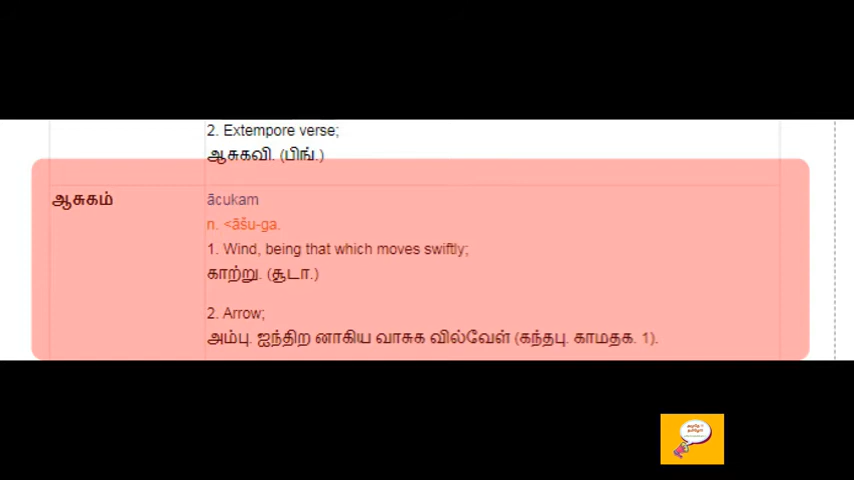 2. Extempore verse;
ஆசுகவி. (பிங்.)
ஆசுகம்
ācukam
n. <āšu-ga.
1. Wind, being that which moves swiftly;
காற்று. (சூடா.)
2. Arrow;
அம்பு. ஐந்திற னாகிய வாசுக வில்வேள் (கந்தபு. காமதக. 1).